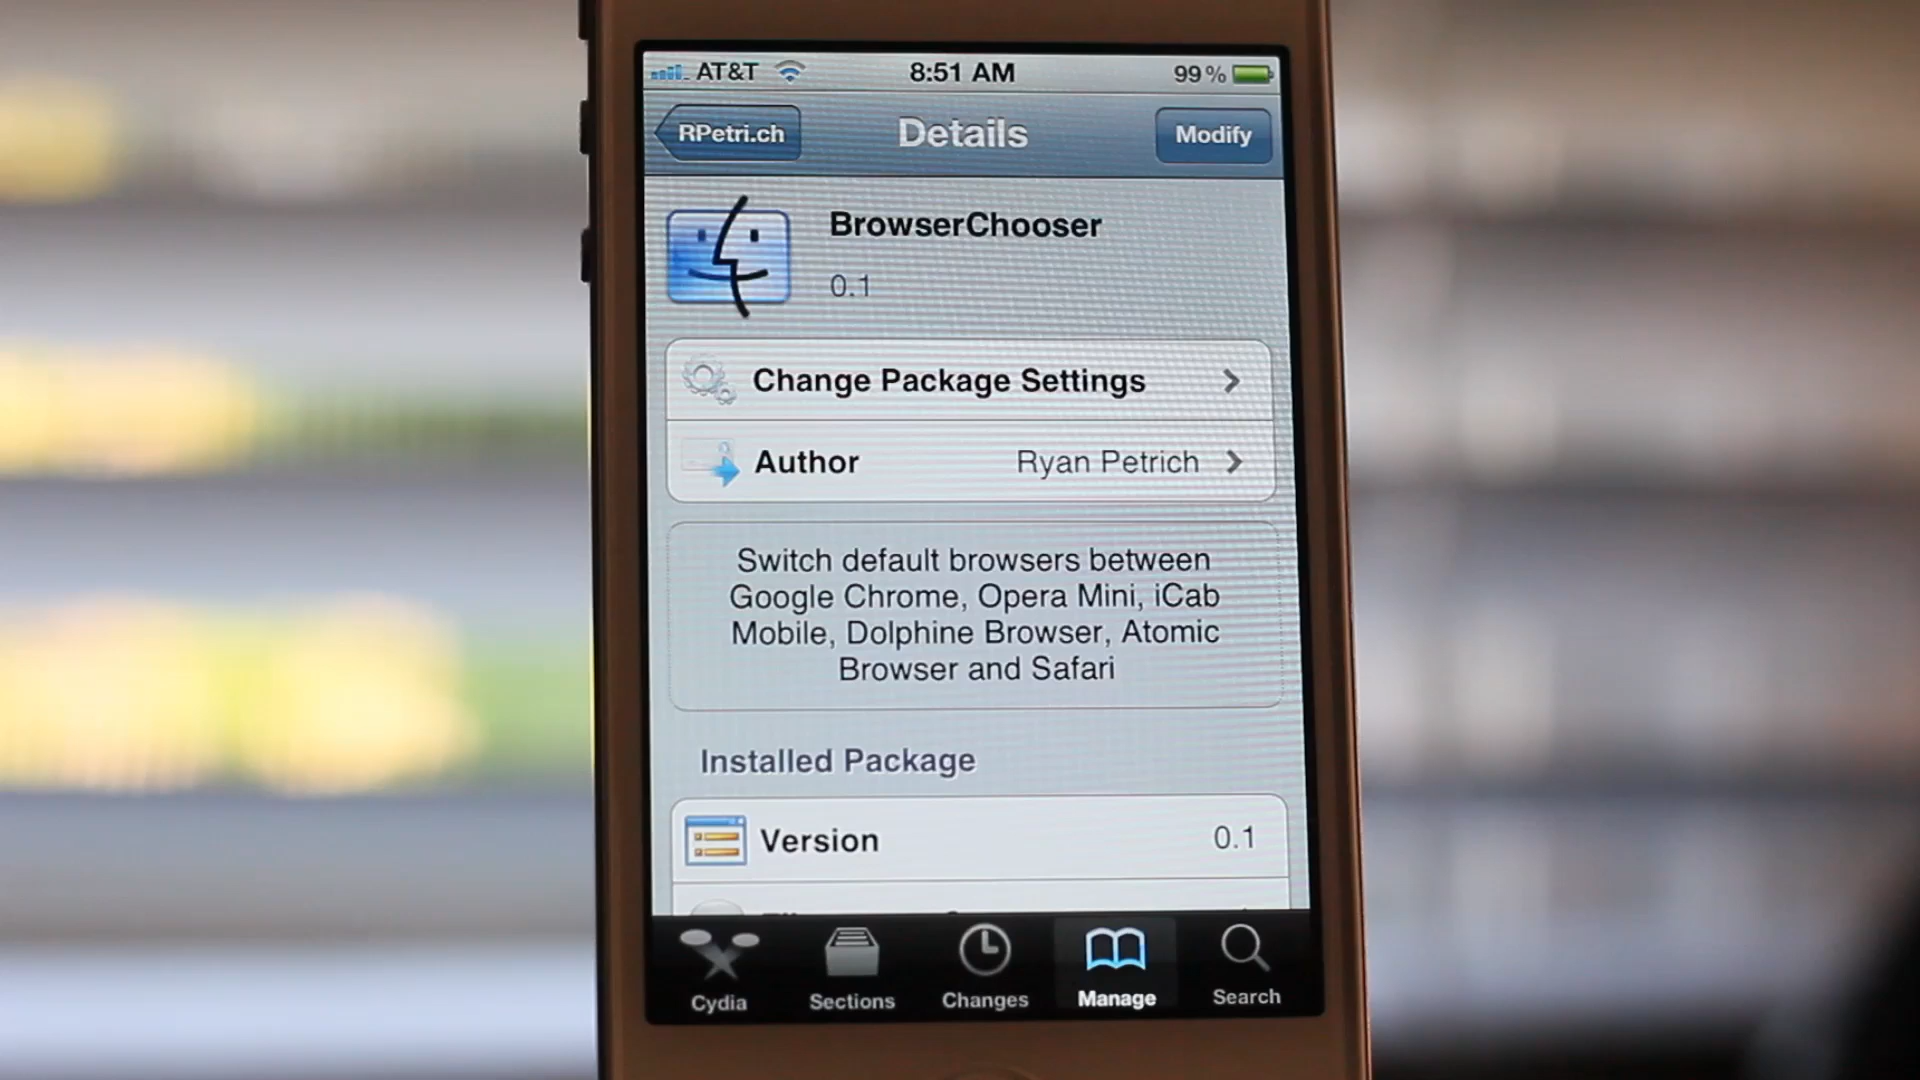 AT&T 8:51 AM 99%
RPetri.ch Details Modify
BrowserChooser
0.1
Change Package Settings
Author Ryan Petrich
Switch default browsers between
Google Chrome, Opera Mini, iCab
Mobile, Dolphine Browser, Atomic
Browser and Safari
Installed Package
Version 0.1
Cydia Sections Changes Manage Search